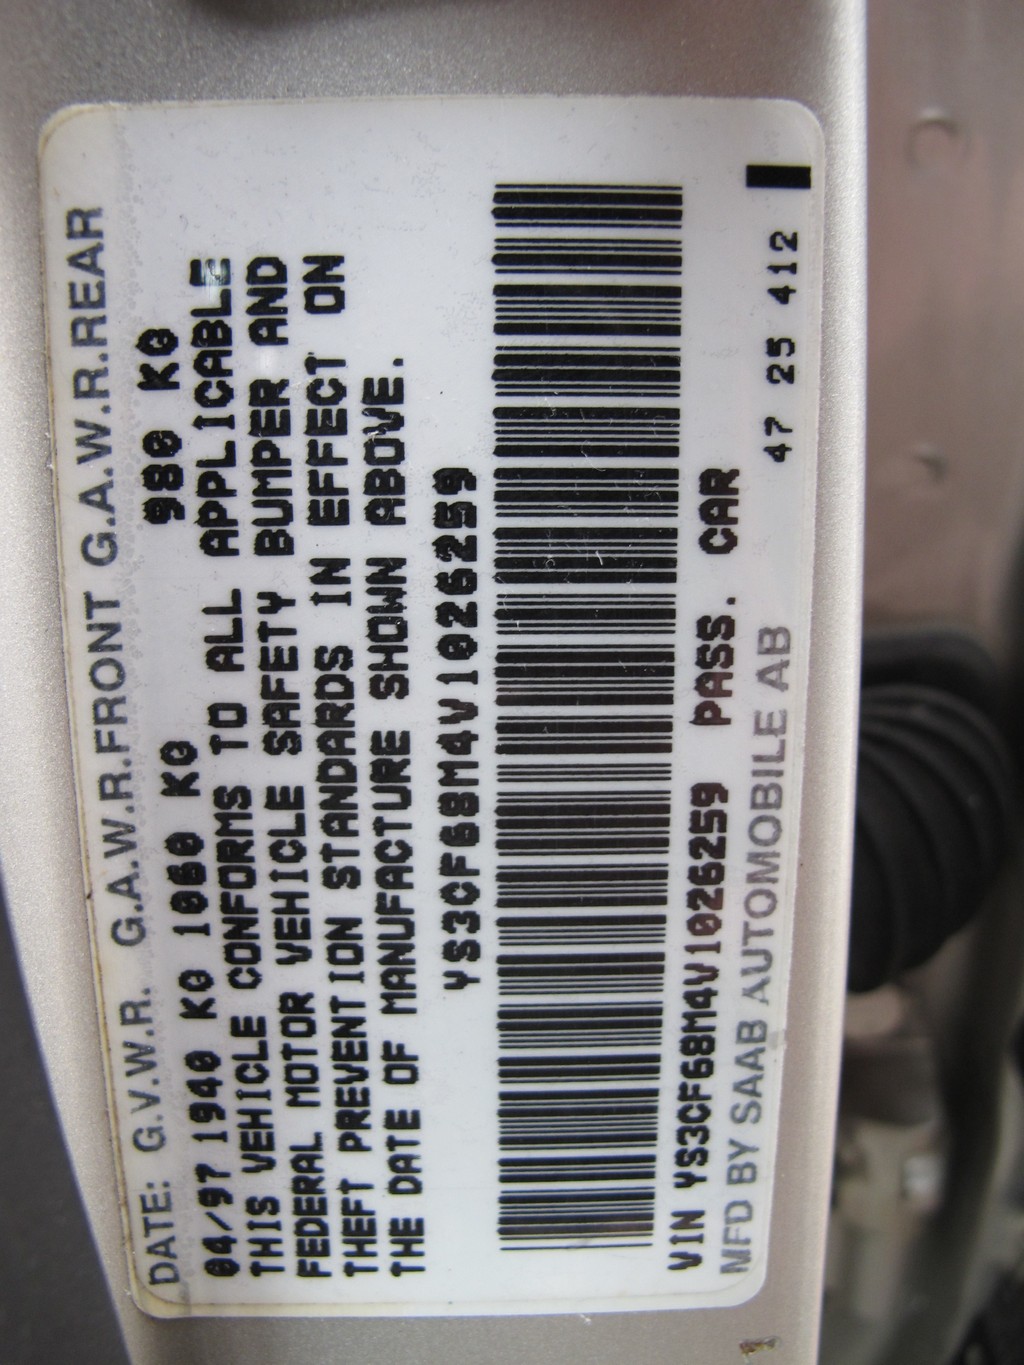 DATE: G.V.W.R. G.A.W.R.FRONT G.A.W.R.REAR
04/97 1940 KG 1060 KG 980 KG
THIS VEHICLE CONFORMS TO ALL APPLICABLE
FEDERAL MOTOR VEHICLE SAFETY BUMPER AND
THEFT PREVENTION STANDARDS IN EFFECT ON
THE DATE OF MANUFACTURE SHOWN ABOVE.
YS3CF68M4V1026259
VIN YS3CF68M4V1026259 PASS. CAR
MFD BY SAAB AUTOMOBILE AB 47 25 412